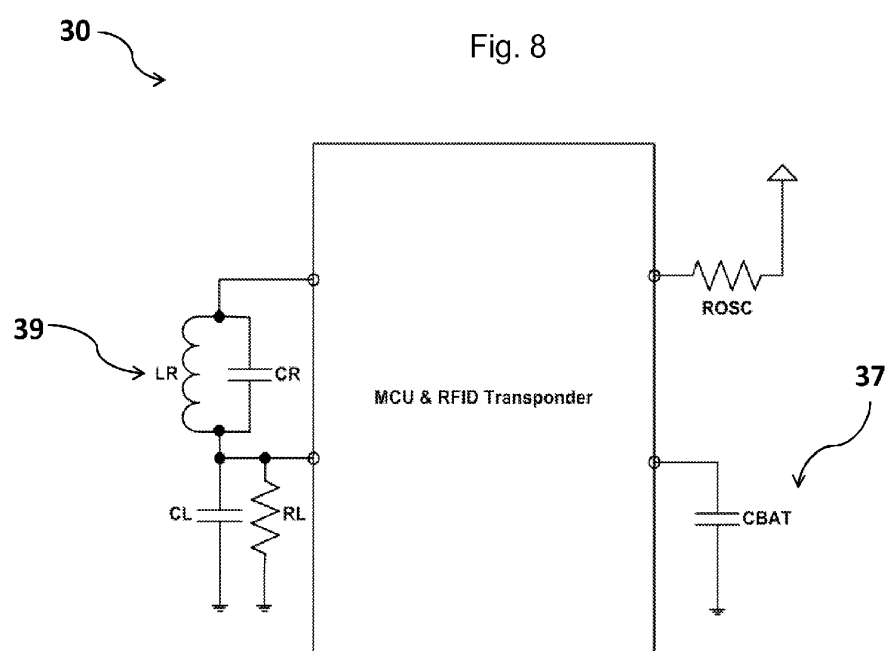 30
Fig. 8
ROSC
39
LR
CR
37
MCU & RFID Transponder
CL
RL
CBAT